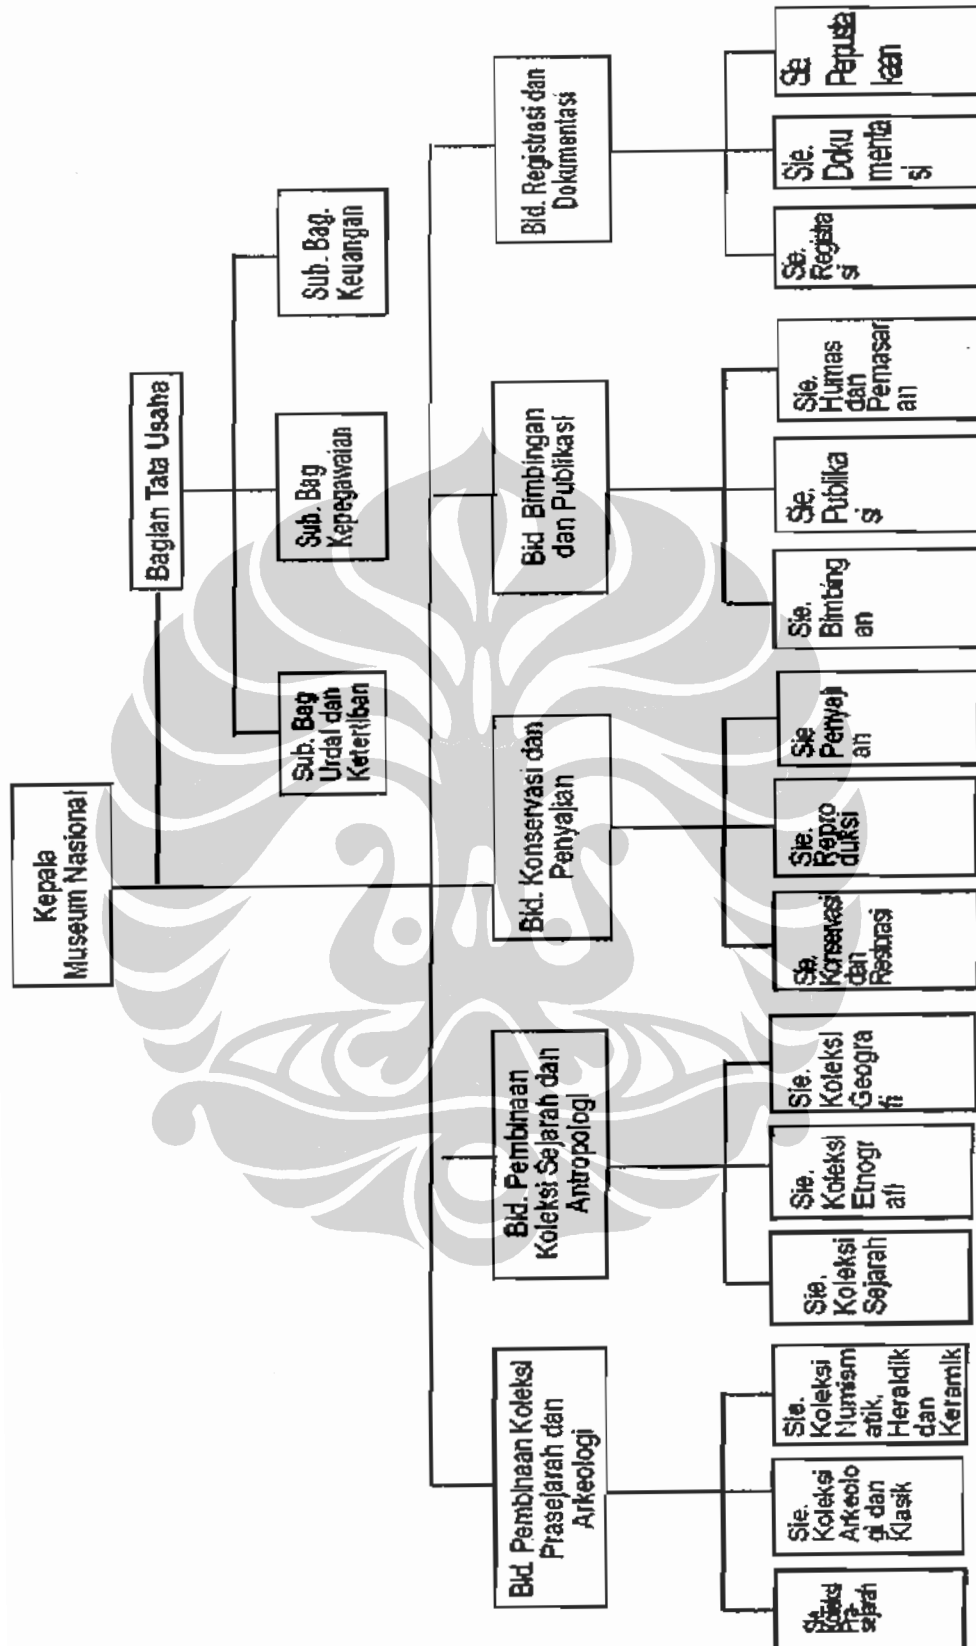 Kepala
Museum Nasional
Bagian Tata Usaha
Sub. Bag
Urdal dan
Ketertiban
Sub. Bag
Kepegawaian
Sub. Bag.
Keuangan
Bid. Pembinaan Koleksi
Prasejarah dan
Arkeologi
Bid. Pembinaan
Koleksi Sejarah dan
Antropologi
Bid. Konservasi dan
Penyajian
Bid. Bimbingan
dan Publikasi
Bid. Registrasi dan
Dokumentasi
Sie.
Koleksi
Pra-
sejarah
Sie.
Koleksi
Arkeolo
gi dan
Klasik
Sie.
Koleksi
Numism
atik,
Heraldik
dan
Keramik
Sie.
Koleksi
Sejarah
Sie.
Koleksi
Etnogr
afi
Sie.
Koleksi
Geogra
fi
Sie.
Konservasi
dan
Restorasi
Sie.
Repro
duksi
Sie
Penyaji
an
Sie.
Bimbing
an
Sie.
Publika
si
Sie.
Humas
dan
Pemasar
an
Sie.
Registra
si
Sie.
Doku
menta
si
Sie.
Perpusta
kaan